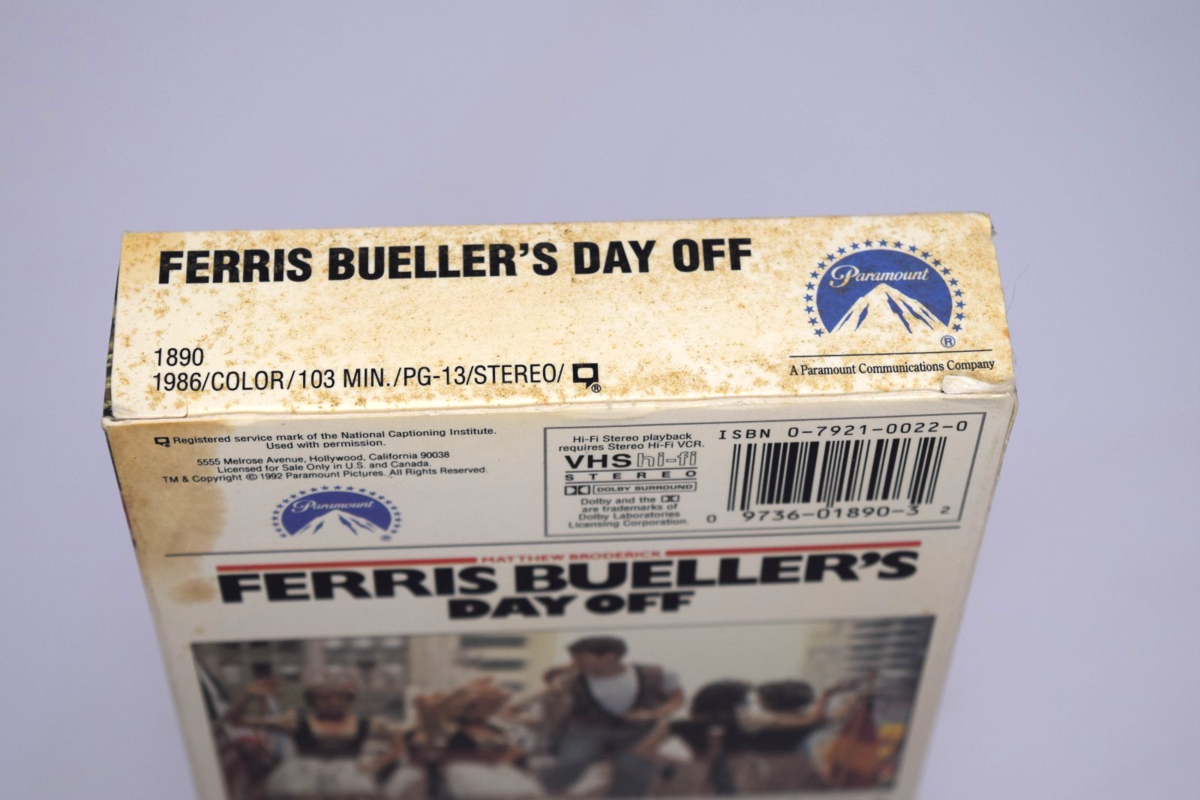 FERRIS BUELLER'S DAY OFF
Paramount
®
1890
1986/COLOR/103 MIN./PG-13/STEREO/
®
A Paramount Communications Company
Registered service mark of the National Captioning Institute.
Used with permission.
5555 Melrose Avenue, Hollywood, California 90038
Licensed for Sale Only in U.S. and Canada.
TM & Copyright © 1992 Paramount Pictures. All Rights Reserved.
Paramount
®
Hi-Fi Stereo playback
requires Stereo Hi-Fi VCR.
VHS hi-fi
STEREO
DOLBY SURROUND
Dolby and the
are trademarks of
Dolby Laboratories
Licensing Corporation.
ISBN 0-7921-0022-0
0 9736-01890-3 2
MATTHEW BRODERICK
FERRIS BUELLER'S
DAY OFF